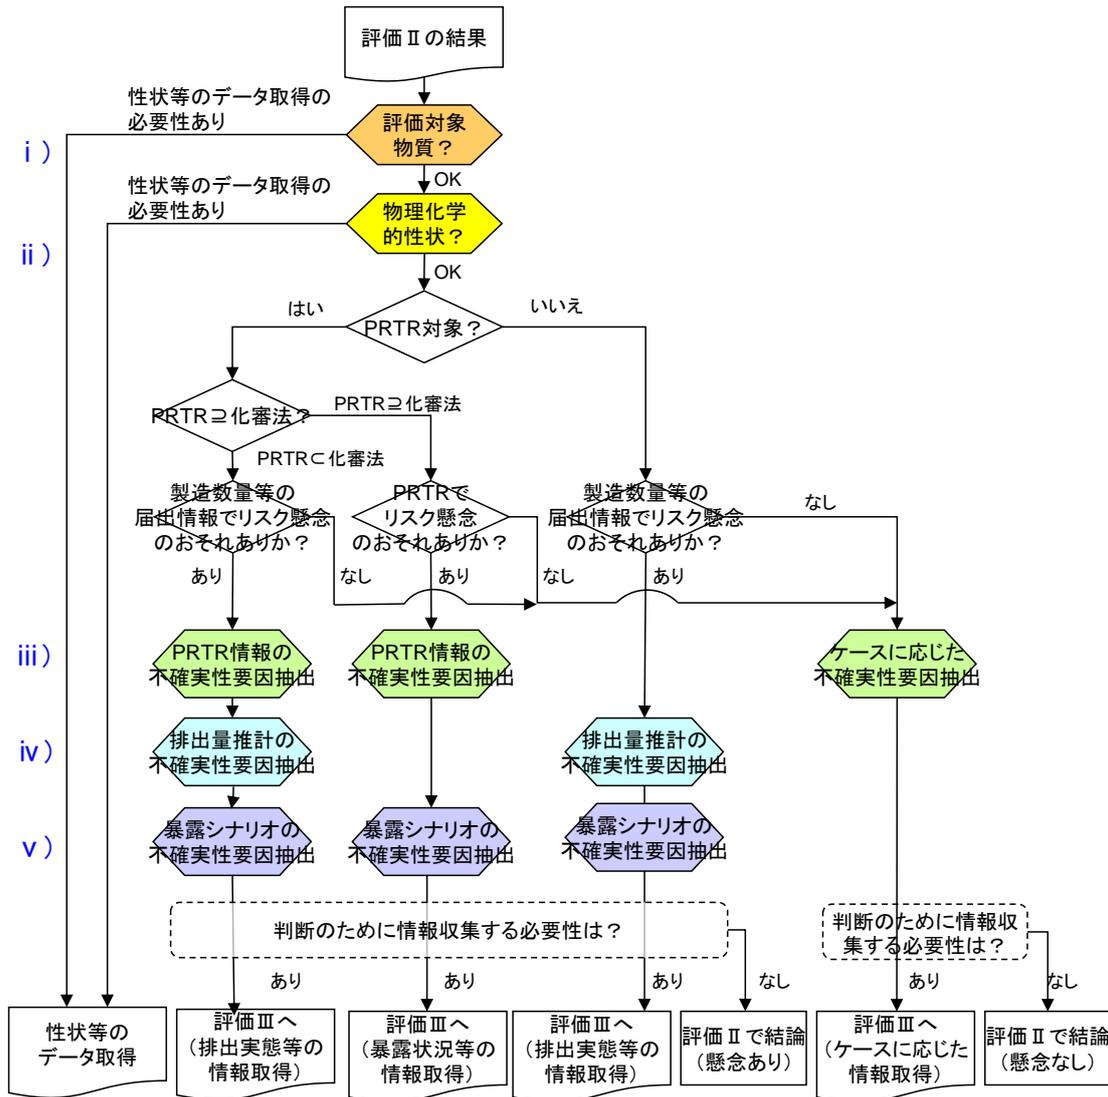 評価Ⅱの結果
性状等のデータ取得の
必要性あり
評価対象
物質？
ⅰ）
OK
性状等のデータ取得の
必要性あり
物理化学
的性状？
ⅱ）
OK
はい
いいえ
PRTR対象？
PRTR⊇化審法？
PRTR⊇化審法
PRTR⊂化審法
製造数量等の
届出情報でリスク懸念
のおそれありか？
PRTRで
リスク懸念
のおそれありか？
製造数量等の
届出情報でリスク懸念
のおそれありか？
なし
あり
なし
あり
なし
あり
ⅲ）
PRTR情報の
不確実性要因抽出
PRTR情報の
不確実性要因抽出
ケースに応じた
不確実性要因抽出
ⅳ）
排出量推計の
不確実性要因抽出
排出量推計の
不確実性要因抽出
ⅴ）
暴露シナリオの
不確実性要因抽出
暴露シナリオの
不確実性要因抽出
暴露シナリオの
不確実性要因抽出
判断のために情報収集する必要性は？
判断のために情報収
集する必要性は？
あり
あり
あり
なし
あり
なし
性状等の
データ取得
評価Ⅲへ
（排出実態等の
情報取得）
評価Ⅲへ
（暴露状況等の
情報取得）
評価Ⅲへ
（排出実態等の
情報取得）
評価Ⅱで結論
（懸念あり）
評価Ⅲへ
（ケースに応じた
情報取得）
評価Ⅱで結論
（懸念なし）